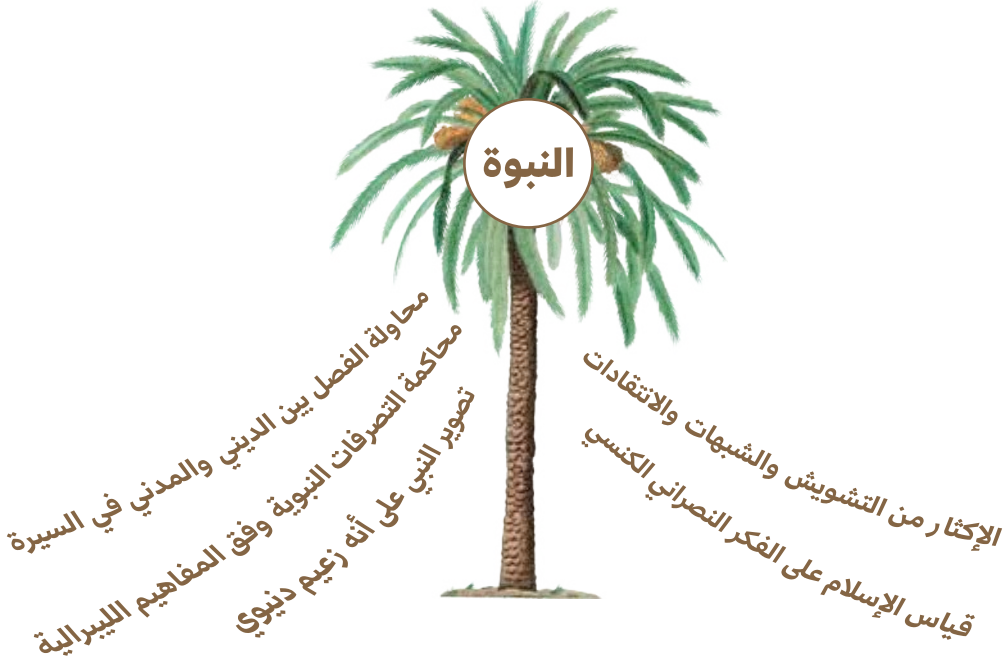 النبوة
الإكثار من التشويش والشبهات والانتقادات
قياس الإسلام على الفكر النصراني الكنسي
محاولة الفصل بين الديني والمدني في السيرة
محاكمة التصرفات النبوية وفق المفاهيم الليبرالية
تصوير النبي على أنه زعيم دنيوي